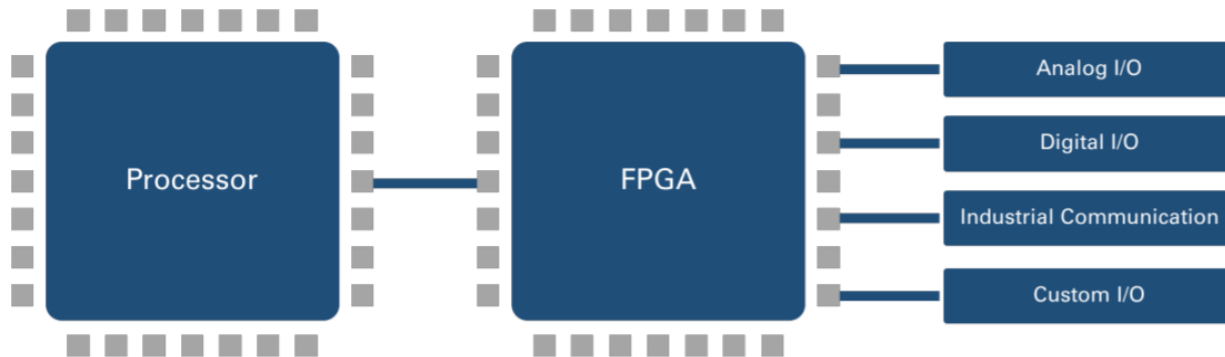 Processor
FPGA
Analog I/O
Digital I/O
Industrial Communication
Custom I/O